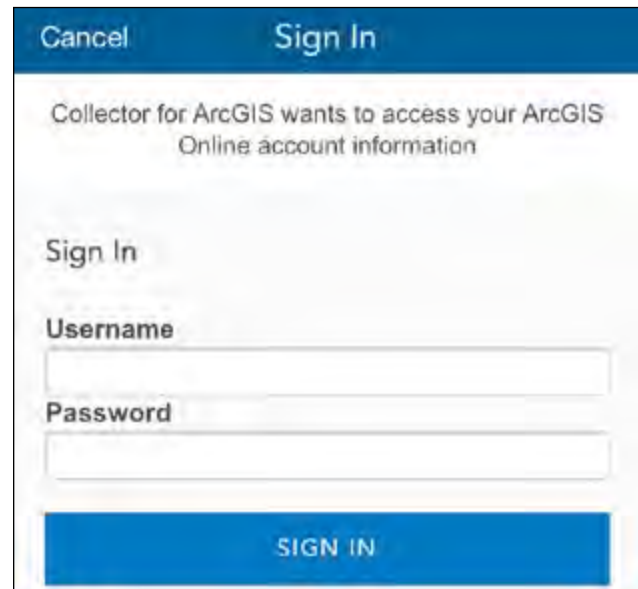 Cancel Sign In
Collector for ArcGIS wants to access your ArcGIS
Online account information
Sign In
Username
Password
SIGN IN